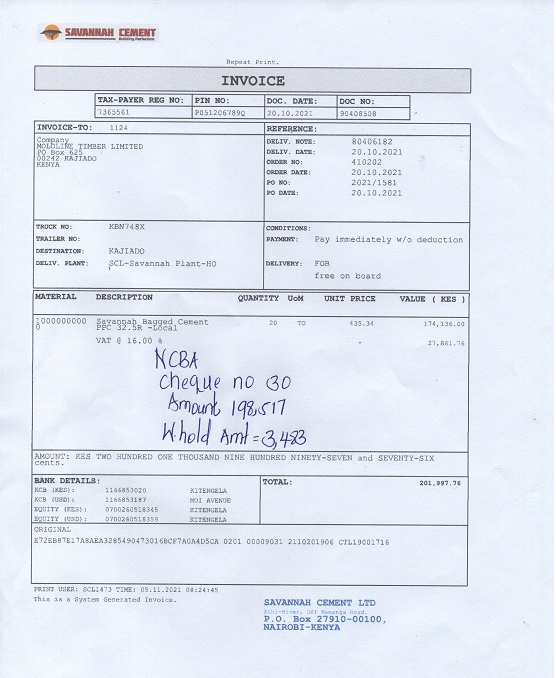 SAVANNAH CEMENT
Building Perfection
Repeat Print.
INVOICE
TAX-PAYER REG NO: PIN NO: DOC. DATE: DOC NO:
7365561 P051206789Q 20.10.2021 90408508
INVOICE-TO: 1124
Company
MOLOLINE TIMBER LIMITED
PO Box 625
00242 KAJIADO
KENYA
REFERENCE:
DELIV. NOTE: 80406182
DELIV. DATE: 20.10.2021
ORDER NO: 410202
ORDER DATE: 20.10.2021
PO NO: 2021/1581
PO DATE: 20.10.2021
TRUCK NO: KBN748X
TRAILER NO:
DESTINATION: KAJIADO
DELIV. PLANT: SCL-Savannah Plant-HO
CONDITIONS:
PAYMENT: Pay immediately w/o deduction
DELIVERY: FOB
free on board
MATERIAL DESCRIPTION QUANTITY UoM UNIT PRICE VALUE ( KES )
1000000000 Savannah Bagged Cement 20 TO 435.34 174,136.00
0 PPC 32.5R -Local
VAT @ 16.00 % - 27,861.76
NCBA
Cheque no 30
Amount 198,517
W.hold Amt = 3,483
AMOUNT: KES TWO HUNDRED ONE THOUSAND NINE HUNDRED NINETY-SEVEN and SEVENTY-SIX
cents.
BANK DETAILS:
KCB (KES): 1166853020 KITENGELA
KCB (USD): 1166853187 MOI AVENUE
EQUITY (KES): 0700260518345 KITENGELA
EQUITY (USD): 0700260518359 KITENGELA
TOTAL: 201,997.76
ORIGINAL
E72EB87E17A8AEA3285490473016BCF7A0A4D5CA 0201 00009031 2110201906 CTL19001716
PRINT USER: SCL1473 TIME: 05.11.2021 08:24:45
This is a System Generated Invoice.
SAVANNAH CEMENT LTD
Athi-River, Off Namanga Road.
P.O. Box 27910-00100,
NAIROBI-KENYA